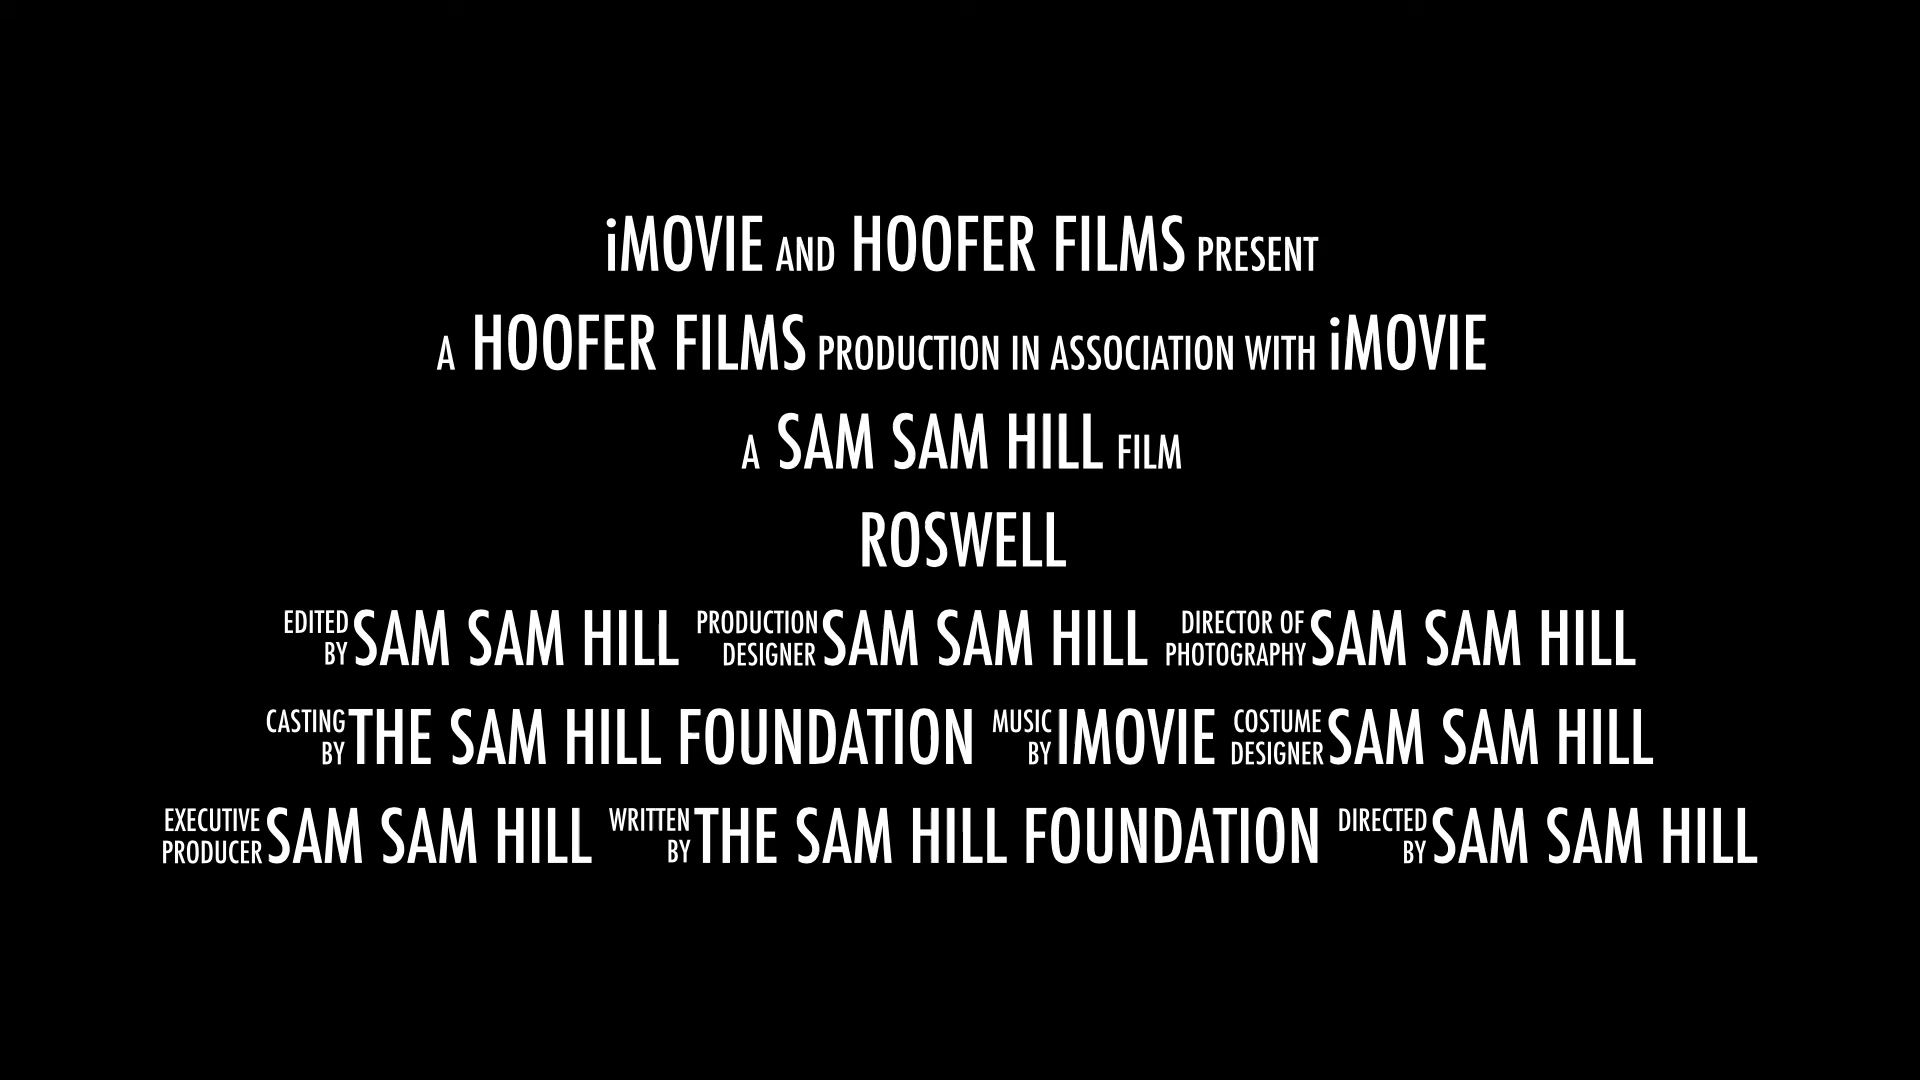 iMOVIE AND HOOFER FILMS PRESENT
A HOOFER FILMS PRODUCTION IN ASSOCIATION WITH iMOVIE
A SAM SAM HILL FILM
ROSWELL
EDITED BY SAM SAM HILL PRODUCTION DESIGNER SAM SAM HILL DIRECTOR OF PHOTOGRAPHY SAM SAM HILL
CASTING BY THE SAM HILL FOUNDATION MUSIC BY IMOVIE COSTUME DESIGNER SAM SAM HILL
EXECUTIVE PRODUCER SAM SAM HILL WRITTEN BY THE SAM HILL FOUNDATION DIRECTED BY SAM SAM HILL